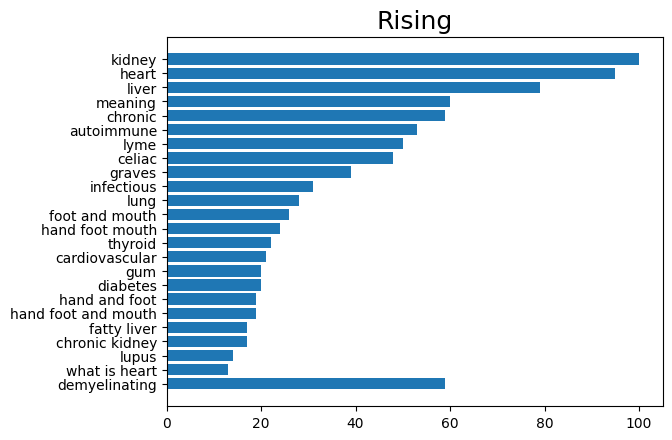 Rising
kidney
heart
liver
meaning
chronic
autoimmune
lyme
celiac
graves
infectious
lung
foot and mouth
hand foot mouth
thyroid
cardiovascular
gum
diabetes
hand and foot
hand foot and mouth
fatty liver
chronic kidney
lupus
what is heart
demyelinating
0 20 40 60 80 100